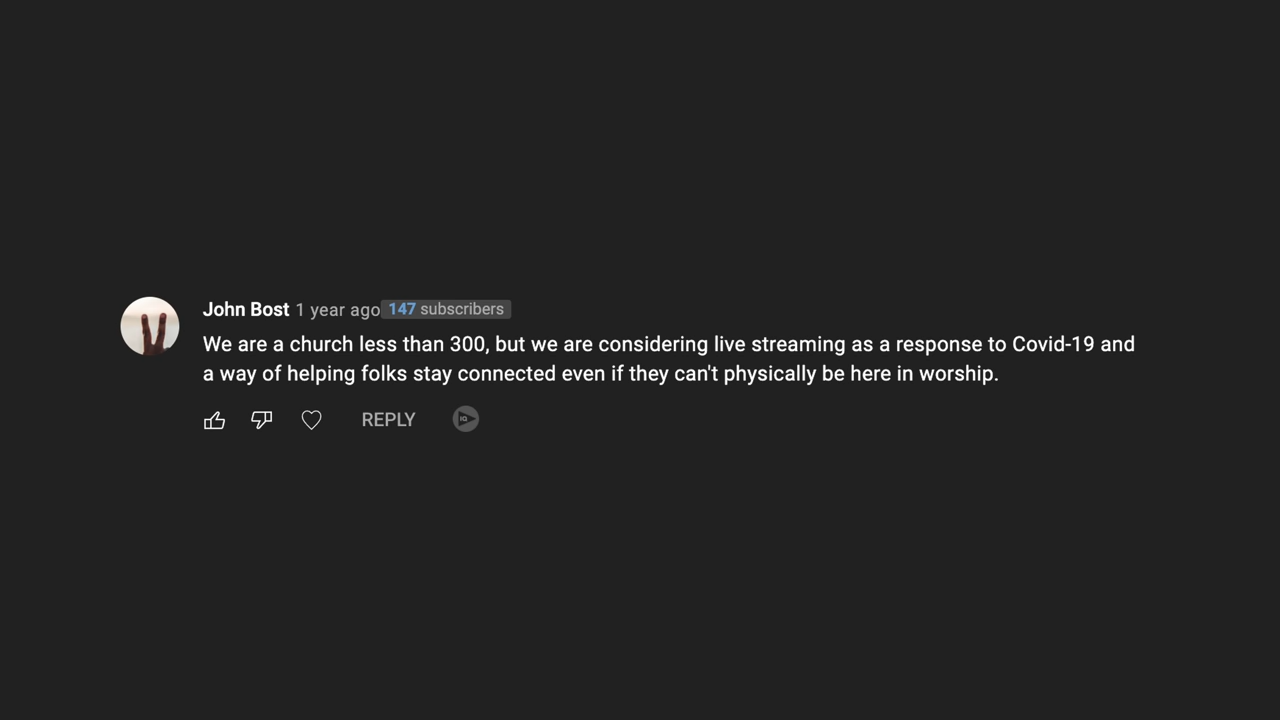 John Bost 1 year ago 147 subscribers
We are a church less than 300, but we are considering live streaming as a response to Covid-19 and
a way of helping folks stay connected even if they can't physically be here in worship.
REPLY IQ